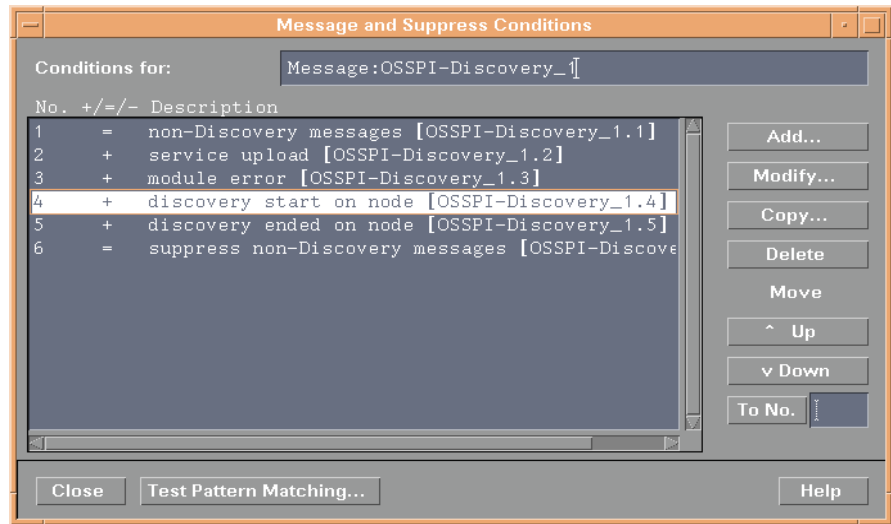 Message and Suppress Conditions
Conditions for: Message:OSSPI-Discovery_1
No. +/=/- Description
1 = non-Discovery messages [OSSPI-Discovery_1.1]
2 + service upload [OSSPI-Discovery_1.2]
3 + module error [OSSPI-Discovery_1.3]
4 + discovery start on node [OSSPI-Discovery_1.4]
5 + discovery ended on node [OSSPI-Discovery_1.5]
6 = suppress non-Discovery messages [OSSPI-Discove
Add...
Modify...
Copy...
Delete
Move
^ Up
v Down
To No.
Close Test Pattern Matching... Help